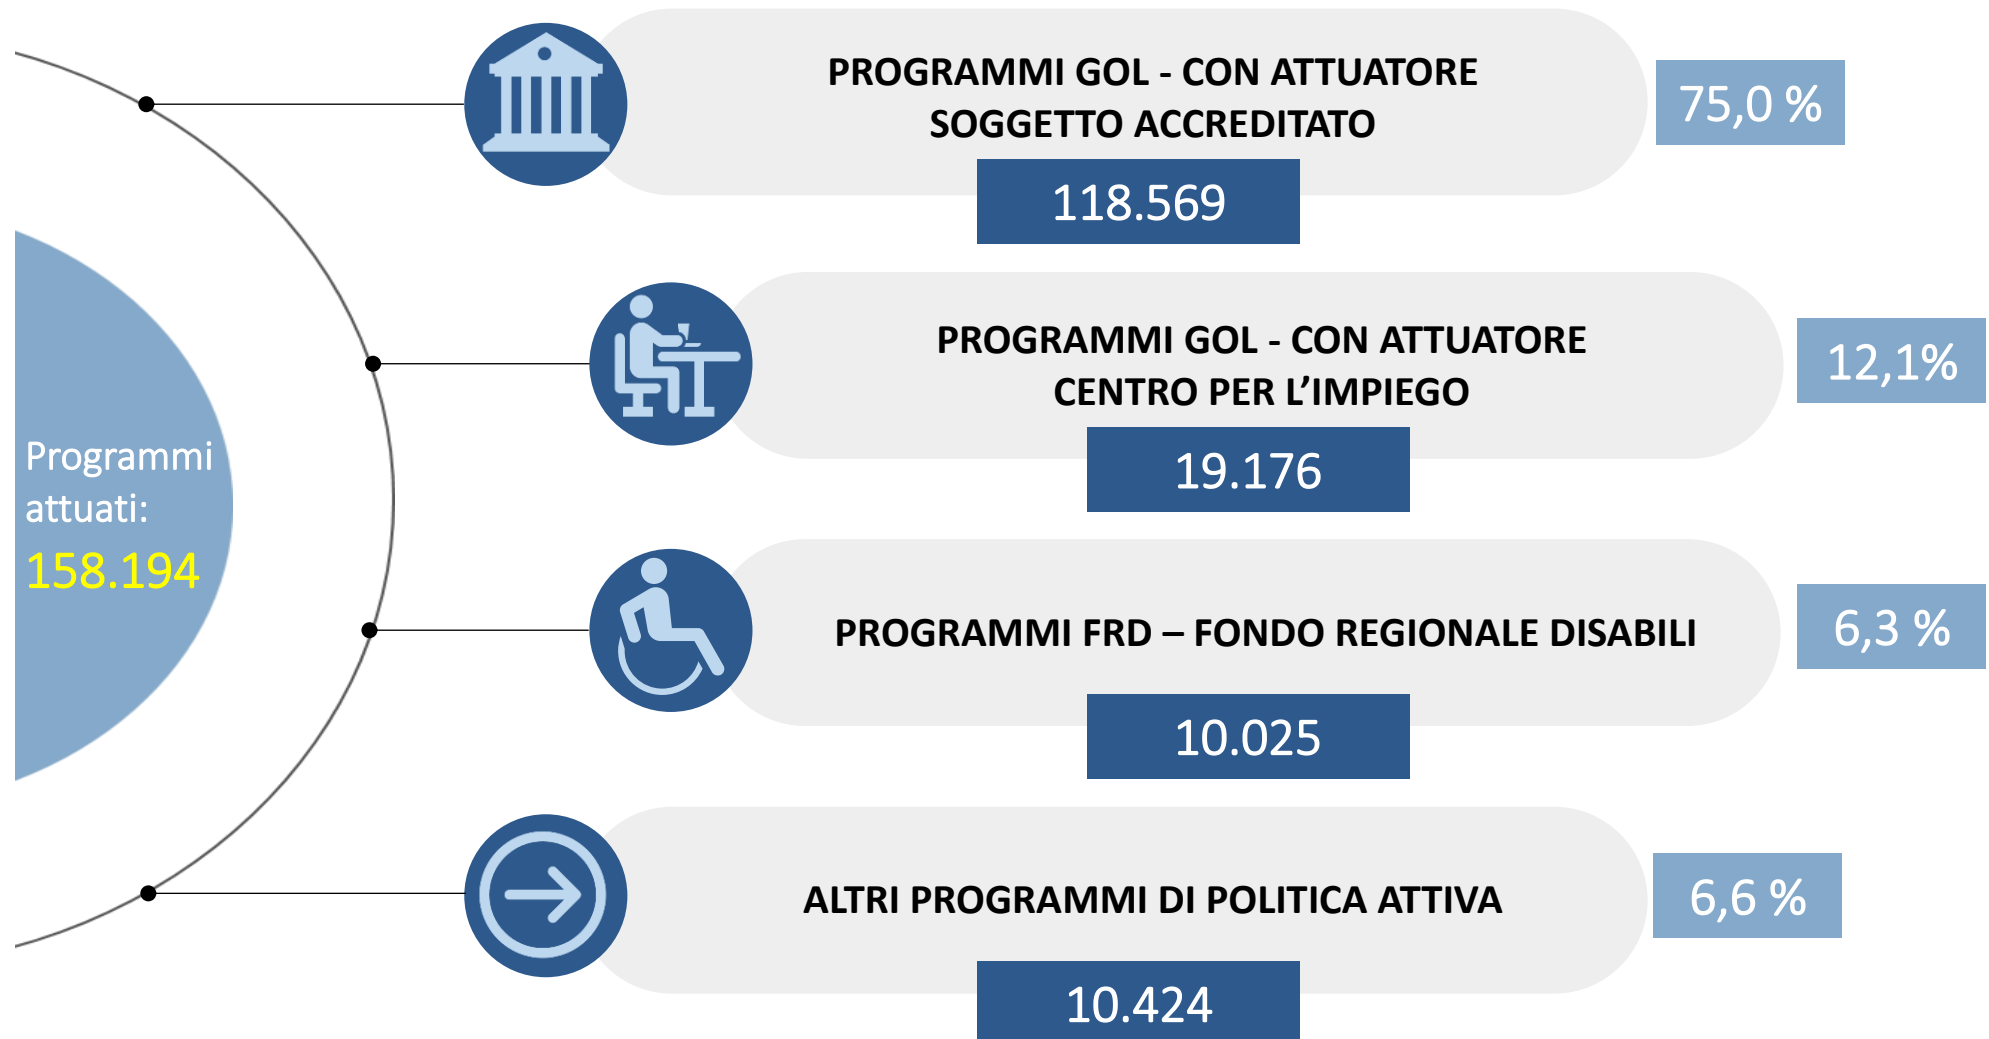 Programmi
attuati:
158.194
PROGRAMMI GOL - CON ATTUATORE
SOGGETTO ACCREDITATO
118.569
75,0 %
PROGRAMMI GOL - CON ATTUATORE
CENTRO PER L’IMPIEGO
19.176
12,1%
PROGRAMMI FRD – FONDO REGIONALE DISABILI
10.025
6,3 %
ALTRI PROGRAMMI DI POLITICA ATTIVA
10.424
6,6 %